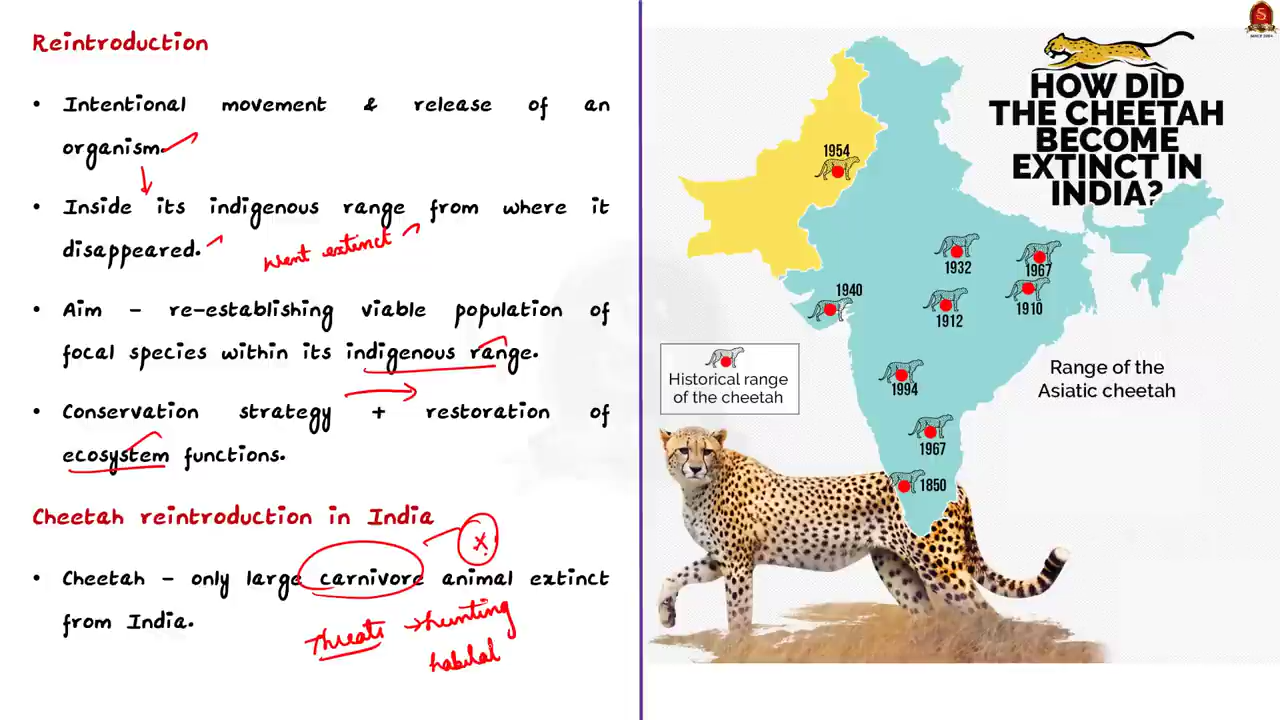 Reintroduction
• Intentional movement & release of an
organism.
• Inside its indigenous range from where it
disappeared.
went extinct
• Aim - re-establishing viable population of
focal species within its indigenous range.
• Conservation strategy + restoration of
ecosystem functions.
Cheetah reintroduction in India
x
• Cheetah - only large carnivore animal extinct
from India.
Threats → hunting
habitat
HOW DID
THE CHEETAH
BECOME
EXTINCT IN
INDIA?
1954
1932
1967
1940
1912
1910
Historical range
of the cheetah
Range of the
Asiatic cheetah
1994
1967
1850
S